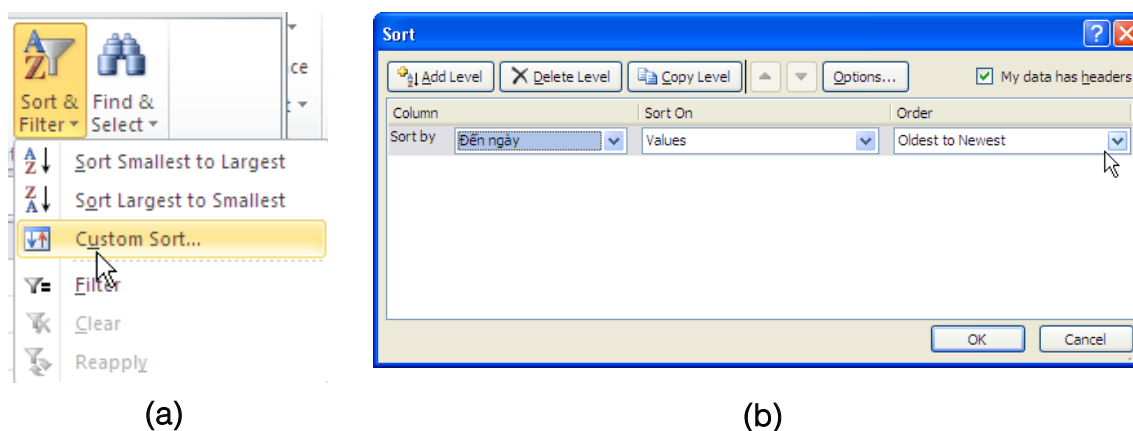 Sort & Find &
Filter Select
ce
Sort Smallest to Largest
Sort Largest to Smallest
Custom Sort...
Filter
Clear
Reapply
(a)
Sort
Add Level Delete Level Copy Level Options... My data has headers
Column Sort On Order
Sort by Đến ngày Values Oldest to Newest
OK Cancel
(b)